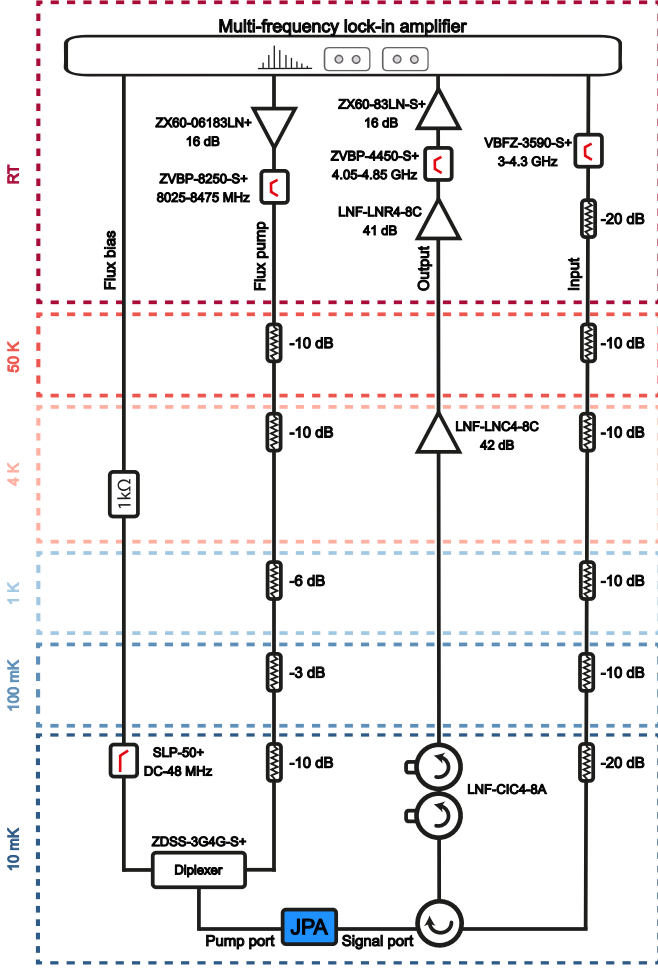 Multi-frequency lock-in amplifier
RT
ZX60-06183LN+
16 dB
ZVBP-8250-S+
8025-8475 MHz
ZX60-83LN-S+
16 dB
ZVBP-4450-S+
4.05-4.85 GHz
LNF-LNR4-8C
41 dB
VBFZ-3590-S+
3-4.3 GHz
-20 dB
Flux bias
Flux pump
Output
Input
50 K
-10 dB
-10 dB
4 K
-10 dB
LNF-LNC4-8C
42 dB
-10 dB
1kΩ
1 K
-6 dB
-10 dB
100 mK
-3 dB
-10 dB
10 mK
SLP-50+
DC-48 MHz
-10 dB
LNF-CIC4-8A
-20 dB
ZDSS-3G4G-S+
Diplexer
JPA
Pump port
Signal port